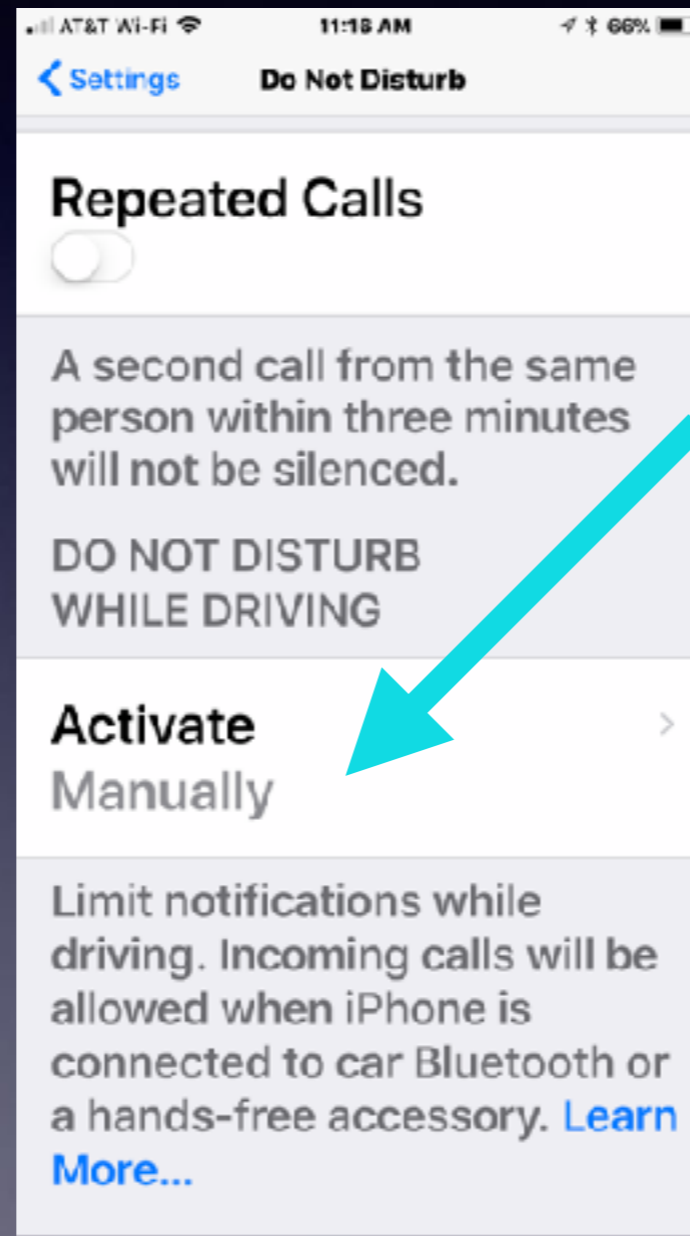 AT&T Wi-Fi 11:18 AM 66%
Settings Do Not Disturb
Repeated Calls
A second call from the same
person within three minutes
will not be silenced.
DO NOT DISTURB
WHILE DRIVING
Activate
Manually
Limit notifications while
driving. Incoming calls will be
allowed when iPhone is
connected to car Bluetooth or
a hands-free accessory. Learn
More...